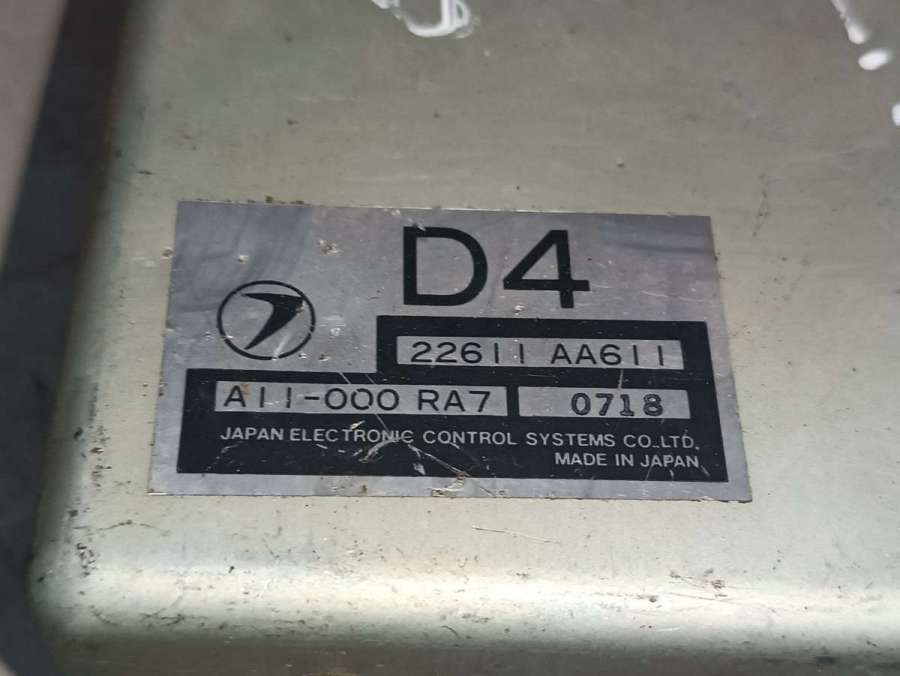 D4
22611 AA611
A11-000 RA7 0718
JAPAN ELECTRONIC CONTROL SYSTEMS CO.,LTD.
MADE IN JAPAN